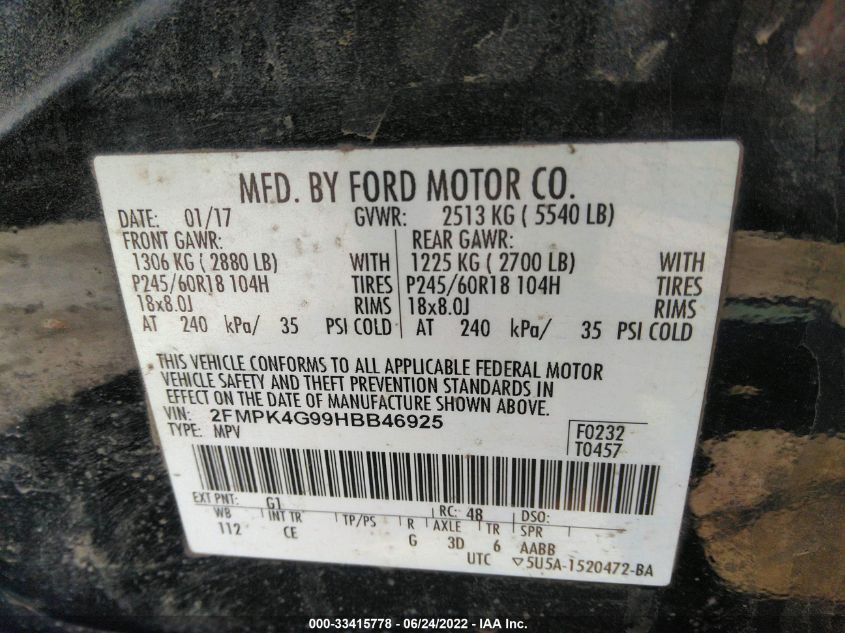 MFD. BY FORD MOTOR CO.
DATE: 01/17 GVWR: 2513 KG ( 5540 LB)
FRONT GAWR: REAR GAWR:
1306 KG ( 2880 LB) WITH 1225 KG ( 2700 LB) WITH
P245/60R18 104H TIRES P245/60R18 104H TIRES
18x8.0J RIMS 18x8.0J RIMS
AT 240 kPa/ 35 PSI COLD AT 240 kPa/ 35 PSI COLD
THIS VEHICLE CONFORMS TO ALL APPLICABLE FEDERAL MOTOR
VEHICLE SAFETY AND THEFT PREVENTION STANDARDS IN
EFFECT ON THE DATE OF MANUFACTURE SHOWN ABOVE.
VIN: 2FMPK4G99HBB46925
TYPE: MPV
F0232
T0457
EXT PNT: G1 RC: 48 DSO:
WB INT TR TP/PS R AXLE TR SPR
112 CE G 3D 6 AABB
UTC ▽5U5A-1520472-BA
000-33415778 - 06/24/2022 - IAA Inc.